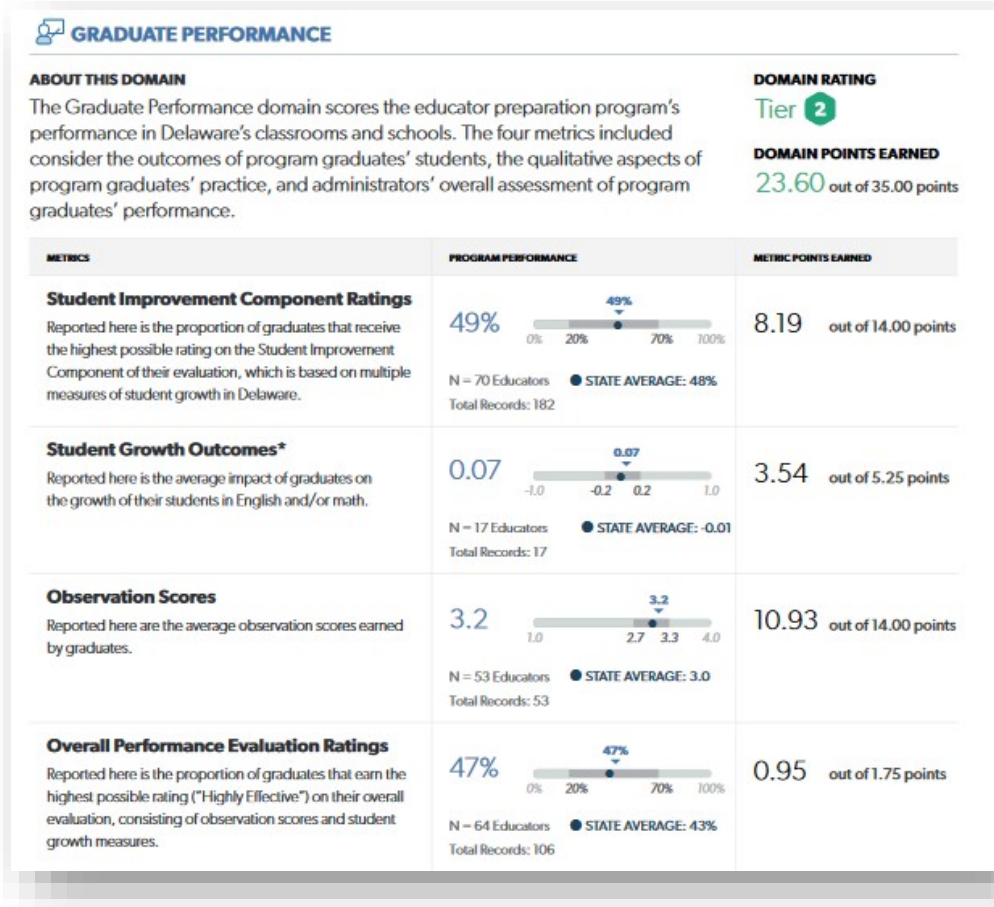 GRADUATE PERFORMANCE
ABOUT THIS DOMAIN
The Graduate Performance domain scores the educator preparation program's
performance in Delaware's classrooms and schools. The four metrics included
consider the outcomes of program graduates' students, the qualitative aspects of
program graduates' practice, and administrators' overall assessment of program
graduates' performance.
DOMAIN RATING
Tier 2
DOMAIN POINTS EARNED
23.60 out of 35.00 points
METRICS PROGRAM PERFORMANCE METRIC POINTS EARNED
Student Improvement Component Ratings
Reported here is the proportion of graduates that receive
the highest possible rating on the Student Improvement
Component of their evaluation, which is based on multiple
measures of student growth in Delaware.
49%
49%
0% 20% 70% 100%
N = 70 Educators STATE AVERAGE: 48%
Total Records: 182
8.19 out of 14.00 points
Student Growth Outcomes*
Reported here is the average impact of graduates on
the growth of their students in English and/or math.
0.07
0.07
-1.0 -0.2 0.2 1.0
N = 17 Educators STATE AVERAGE: -0.01
Total Records: 17
3.54 out of 5.25 points
Observation Scores
Reported here are the average observation scores earned
by graduates.
3.2
3.2
1.0 2.7 3.3 4.0
N = 53 Educators STATE AVERAGE: 3.0
Total Records: 53
10.93 out of 14.00 points
Overall Performance Evaluation Ratings
Reported here is the proportion of graduates that earn the
highest possible rating ("Highly Effective") on their overall
evaluation, consisting of observation scores and student
growth measures.
47%
47%
0% 20% 70% 100%
N = 64 Educators STATE AVERAGE: 43%
Total Records: 106
0.95 out of 1.75 points